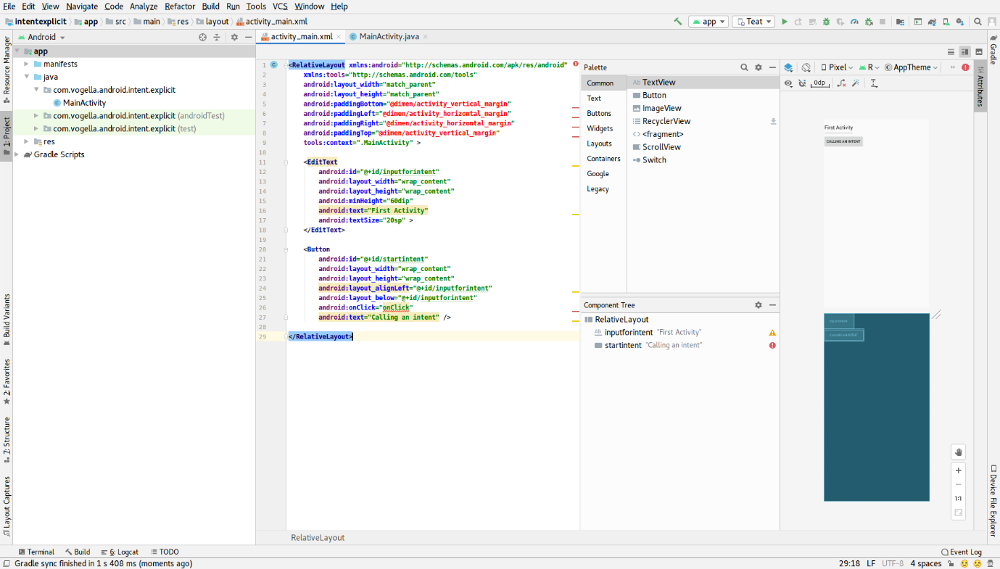 File Edit View Navigate Code Analyze Refactor Build Run Tools VCS Window Help
intentexplicit app src main res layout activity_main.xml
app Teat
Android
activity_main.xml MainActivity.java
app
manifests
java
com.vogella.android.intent.explicit
MainActivity
com.vogella.android.intent.explicit (androidTest)
com.vogella.android.intent.explicit (test)
res
Gradle Scripts
Resource Manager
1: Project
Build Variants
2: Favorites
7: Structure
Layout Captures
1 <RelativeLayout xmlns:android="http://schemas.android.com/apk/res/android"
2 xmlns:tools="http://schemas.android.com/tools"
3 android:layout_width="match_parent"
4 android:layout_height="match_parent"
5 android:paddingBottom="@dimen/activity_vertical_margin"
6 android:paddingLeft="@dimen/activity_horizontal_margin"
7 android:paddingRight="@dimen/activity_horizontal_margin"
8 android:paddingTop="@dimen/activity_vertical_margin"
9 tools:context=".MainActivity" >
10
11 <EditText
12 android:id="@+id/inputforintent"
13 android:layout_width="wrap_content"
14 android:layout_height="wrap_content"
15 android:minHeight="60dip"
16 android:text="First Activity"
17 android:textSize="20sp" >
18 </EditText>
19
20 <Button
21 android:id="@+id/startintent"
22 android:layout_width="wrap_content"
23 android:layout_height="wrap_content"
24 android:layout_alignLeft="@+id/inputforintent"
25 android:layout_below="@+id/inputforintent"
26 android:onClick="onClick"
27 android:text="Calling an intent" />
28
29 </RelativeLayout>
RelativeLayout
Palette
Common
Text
Buttons
Widgets
Layouts
Containers
Google
Legacy
Ab TextView
Button
ImageView
RecyclerView
<fragment>
ScrollView
Switch
Component Tree
RelativeLayout
Ab inputforintent "First Activity"
startintent "Calling an intent"
Pixel R AppTheme
0dp
First Activity
CALLING AN INTENT
CALLING AN INTENT
1:1
Gradle
Attributes
Device File Explorer
Terminal Build 6: Logcat TODO Event Log
Gradle sync finished in 1 s 408 ms (moments ago) 29:18 LF UTF-8 4 spaces